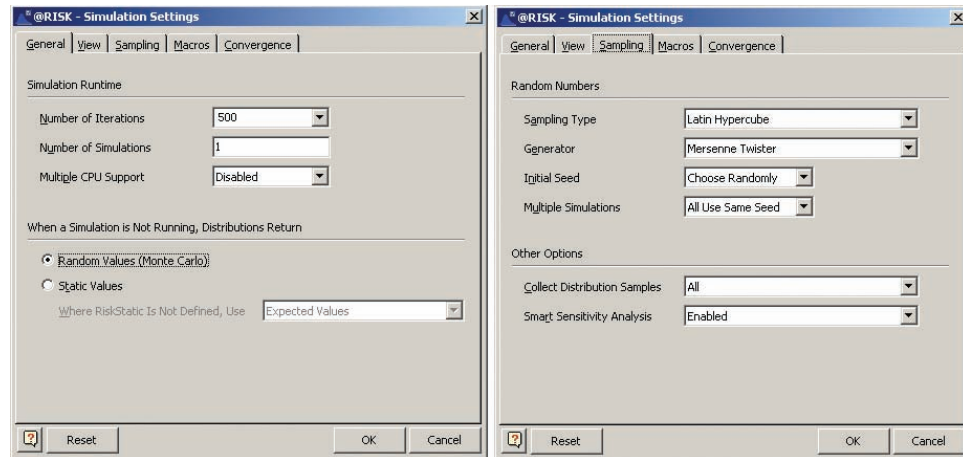 @RISK - Simulation Settings
General View Sampling Macros Convergence
Simulation Runtime
Number of Iterations 500
Number of Simulations 1
Multiple CPU Support Disabled
When a Simulation is Not Running, Distributions Return
Random Values (Monte Carlo)
Static Values
Where RiskStatic Is Not Defined, Use Expected Values
Reset OK Cancel
@RISK - Simulation Settings
General View Sampling Macros Convergence
Random Numbers
Sampling Type Latin Hypercube
Generator Mersenne Twister
Initial Seed Choose Randomly
Multiple Simulations All Use Same Seed
Other Options
Collect Distribution Samples All
Smart Sensitivity Analysis Enabled
Reset OK Cancel